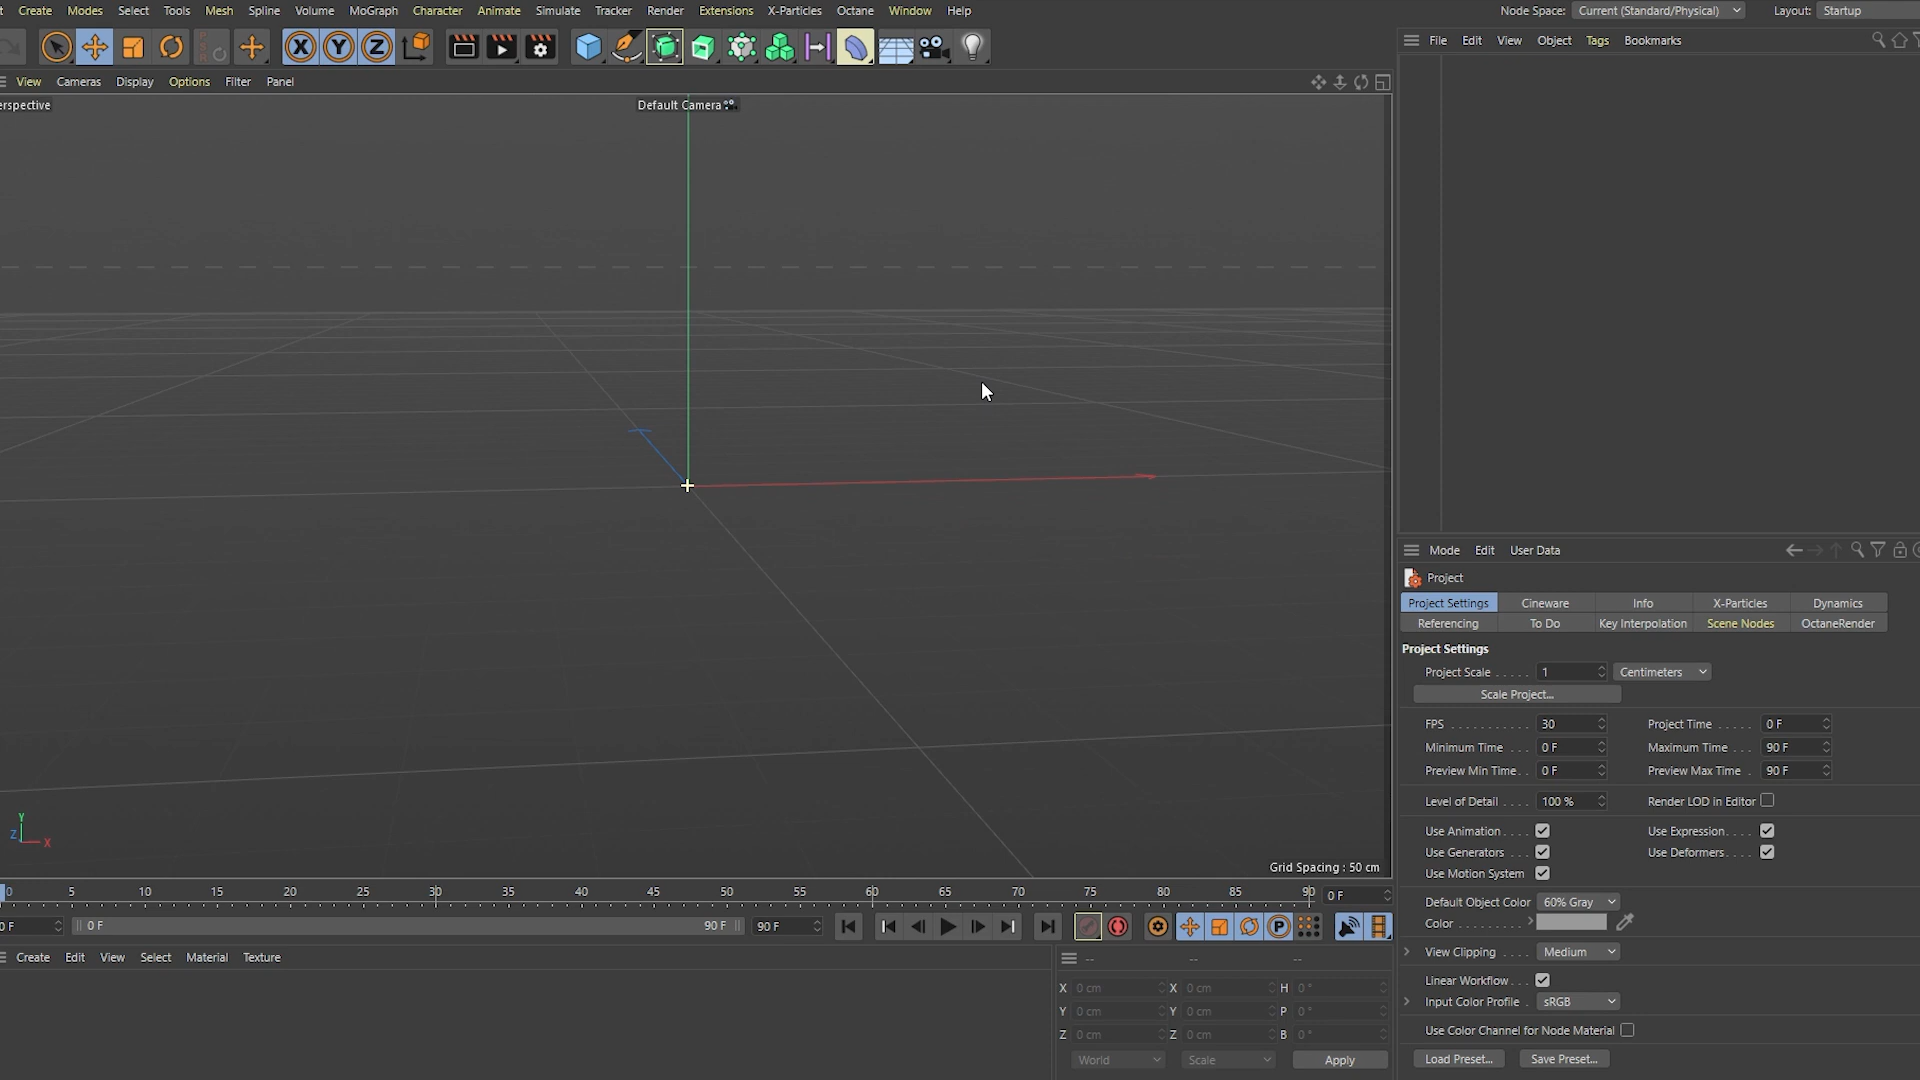 Create Modes Select Tools Mesh Spline Volume MoGraph Character Animate Simulate Tracker Render Extensions X-Particles Octane Window Help Node Space: Current (Standard/Physical) Layout: Startup
File Edit View Object Tags Bookmarks
X Y Z
View Cameras Display Options Filter Panel
erspective
Default Camera
Mode Edit User Data
Project
Project Settings Cineware Info X-Particles Dynamics
Referencing To Do Key Interpolation Scene Nodes OctaneRender
Project Settings
Project Scale 1 Centimeters
Scale Project...
FPS 30 Project Time 0 F
Minimum Time 0 F Maximum Time 90 F
Preview Min Time 0 F Preview Max Time 90 F
Level of Detail 100 % Render LOD in Editor
Use Animation Use Expression
Use Generators Use Deformers
Use Motion System
Default Object Color 60% Gray
Color
View Clipping Medium
Linear Workflow
Input Color Profile sRGB
Use Color Channel for Node Material
Load Preset... Save Preset...
Y
Z X
Grid Spacing : 50 cm
0 5 10 15 20 25 30 35 40 45 50 55 60 65 70 75 80 85 90 0 F
0 F 0 F 90 F 90 F P
Create Edit View Select Material Texture
-- -- --
X 0 cm X 0 cm H 0 °
Y 0 cm Y 0 cm P 0 °
Z 0 cm Z 0 cm B 0 °
World Scale Apply